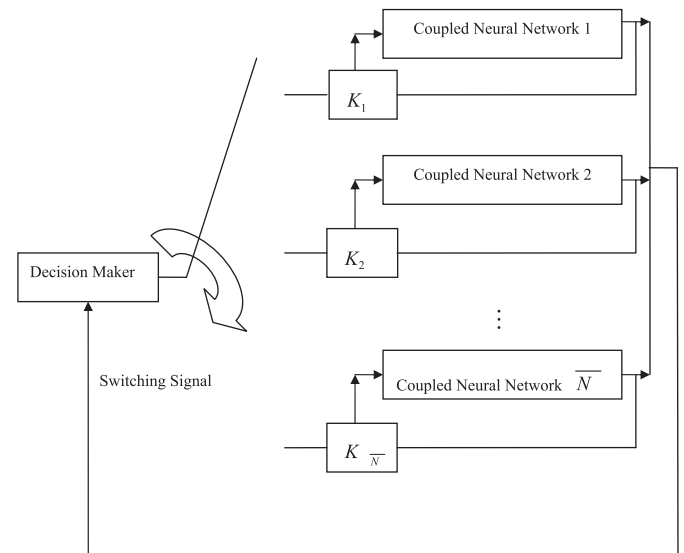 Coupled Neural Network 1
K₁
Coupled Neural Network 2
K₂
Decision Maker
⋮
Switching Signal
Coupled Neural Network N̅
K N̅